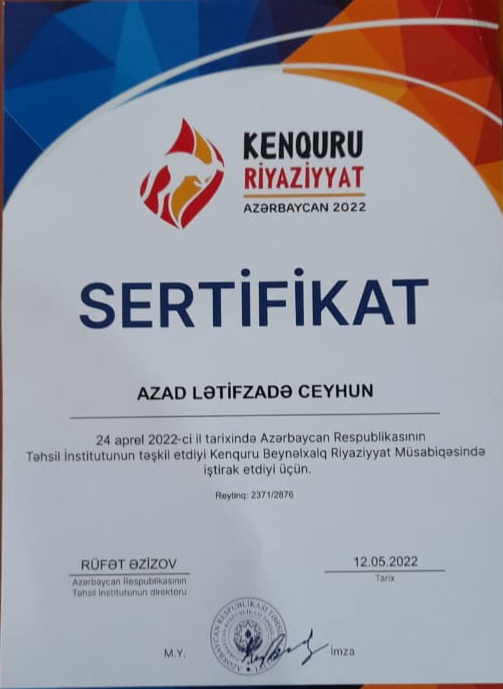 KENQURU
RİYAZİYYAT
AZƏRBAYCAN 2022
SERTİFİKAT
AZAD LƏTİFZADƏ CEYHUN
24 aprel 2022-ci il tarixində Azərbaycan Respublikasının
Təhsil İnstitutunun təşkil etdiyi Kenquru Beynəlxalq Riyaziyyat Müsabiqəsində
iştirak etdiyi üçün.
Reytinq: 2371/2876
RÜFƏT ƏZİZOV
Azərbaycan Respublikasının
Təhsil İnstitutunun direktoru
12.05.2022
Tarix
M.Y.
İmza